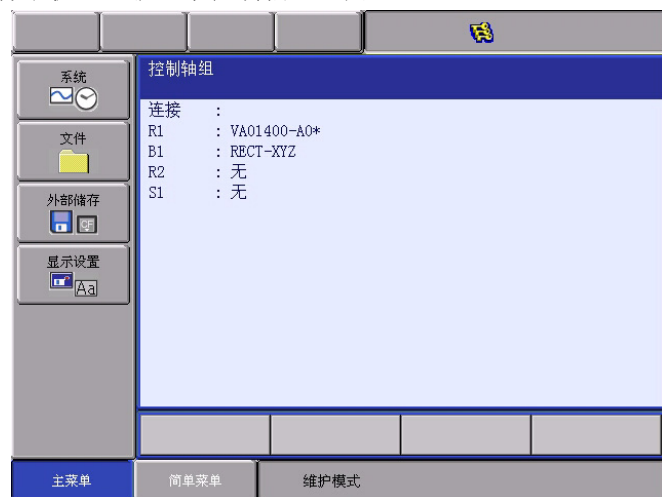 系统
文件
外部储存
显示设置
控制轴组
连接 :
R1 : VA01400-A0*
B1 : RECT-XYZ
R2 : 无
S1 : 无
主菜单
简单菜单
维护模式